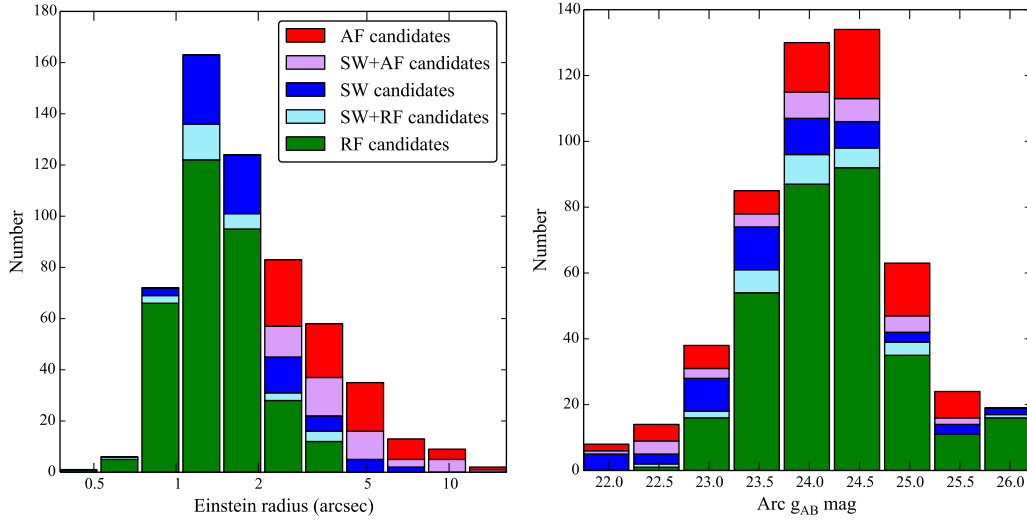 180
160
140
120
100
80
60
40
20
0
Number
0.5 1 2 5 10
Einstein radius (arcsec)
AF candidates
SW+AF candidates
SW candidates
SW+RF candidates
RF candidates
140
120
100
80
60
40
20
0
Number
22.0 22.5 23.0 23.5 24.0 24.5 25.0 25.5 26.0
Arc gAB mag